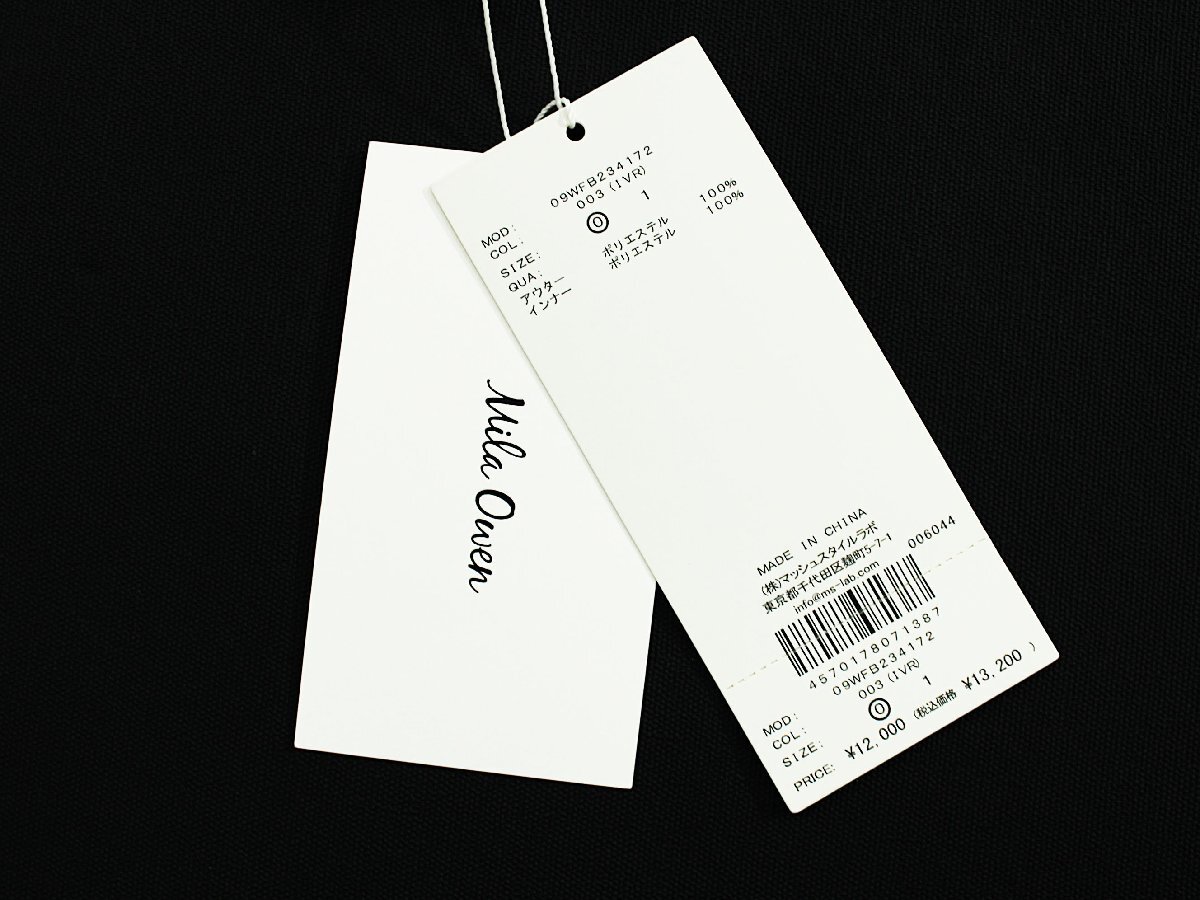 Mila Owen
MOD: 09WFB234172
COL: 003 (IVR)
SIZE: 0 1
QUA:
アウター ポリエステル 100%
インナー ポリエステル 100%
MADE IN CHINA
(株)マッシュスタイルラボ
東京都千代田区麹町5-7-1
info@ms-lab.com 006044
4570178071387
MOD: 09WFB234172
COL: 003 (IVR)
SIZE: 0 1
PRICE: ¥12,000 (税込価格 ¥13,200 )